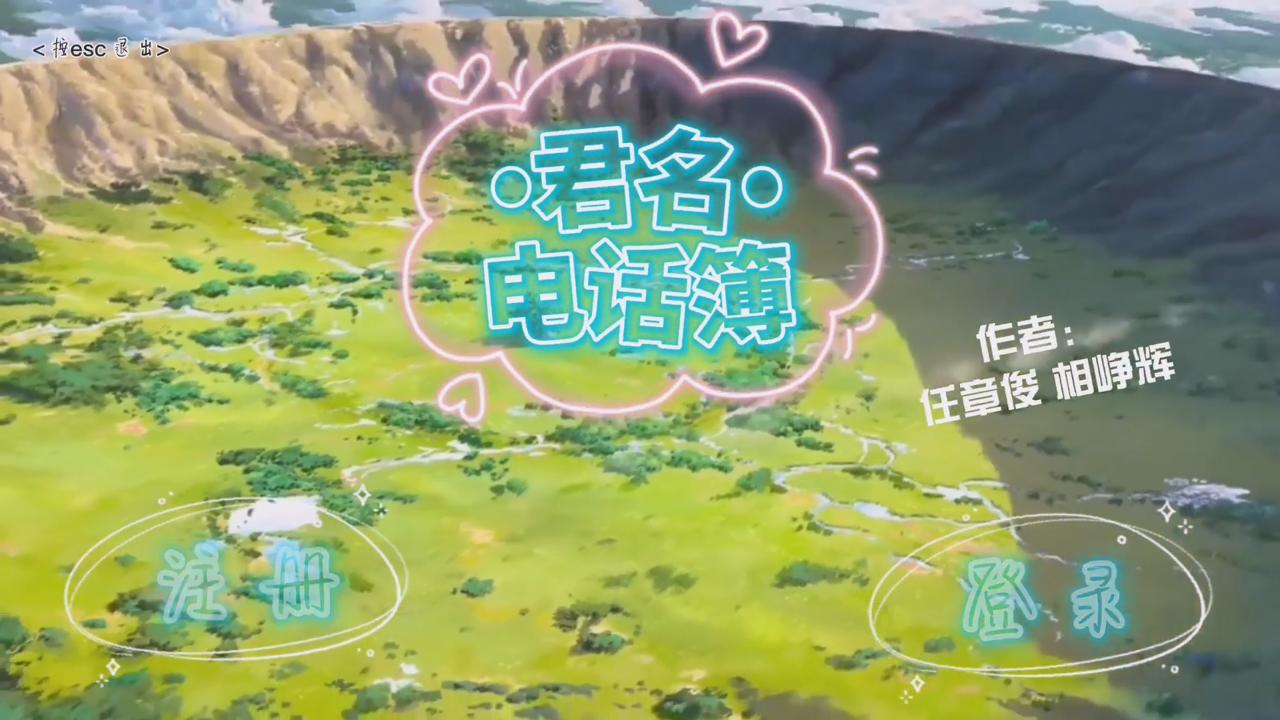 <按esc 退出>
·君名·
电话簿
作者：
任章俊 相峥辉
注册
登录